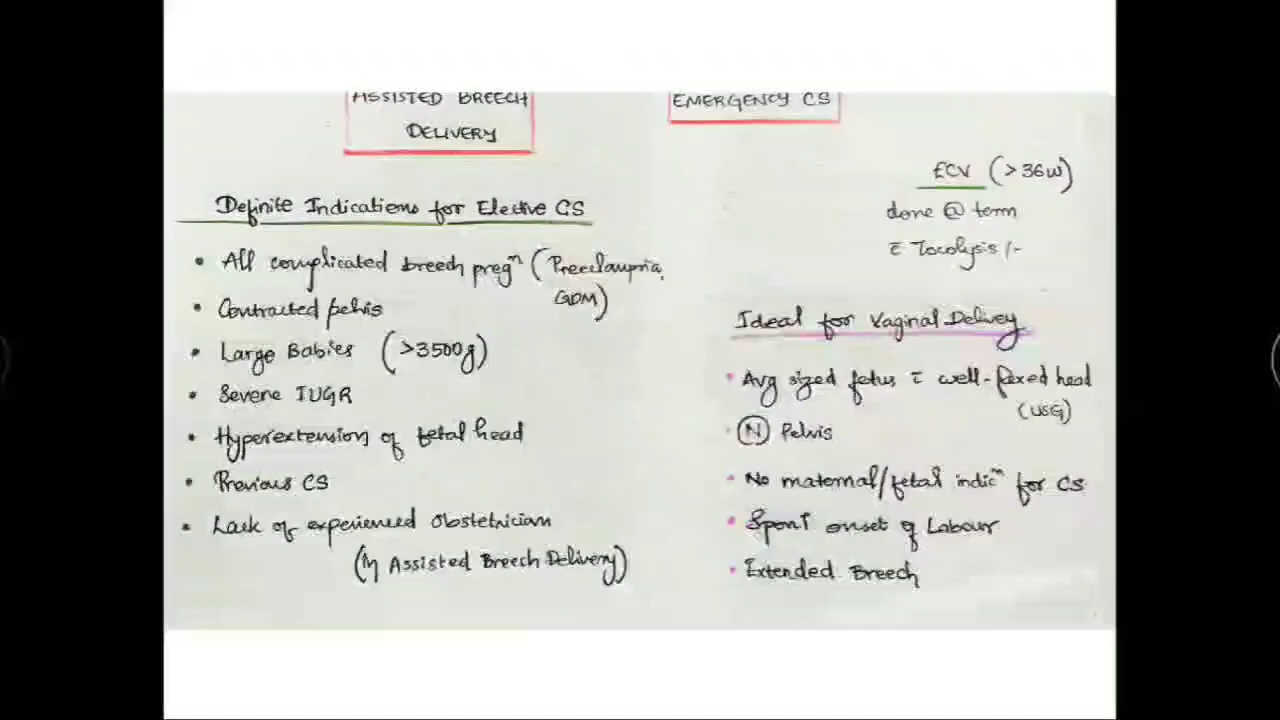 ASSISTED BREECH
DELIVERY
EMERGENCY CS
ECV (>36w)
done @ term
c̄ Tocolysis /-
Definite Indications for Elective CS
• All complicated breech pregⁿ (Preeclampsia,
GDM)
• Contracted pelvis
• Large Babies (>3500g)
• Severe IUGR
• Hyperextension of fetal head
• Previous CS
• Lack of experienced obstetrician
(in Assisted Breech Delivery)
Ideal for Vaginal Delivey
• Avg sized fetus c̄ well-flexed head
(USG)
• Ⓝ Pelvis
• No maternal/fetal indicⁿ for CS
• Spont onset of Labour
• Extended Breech